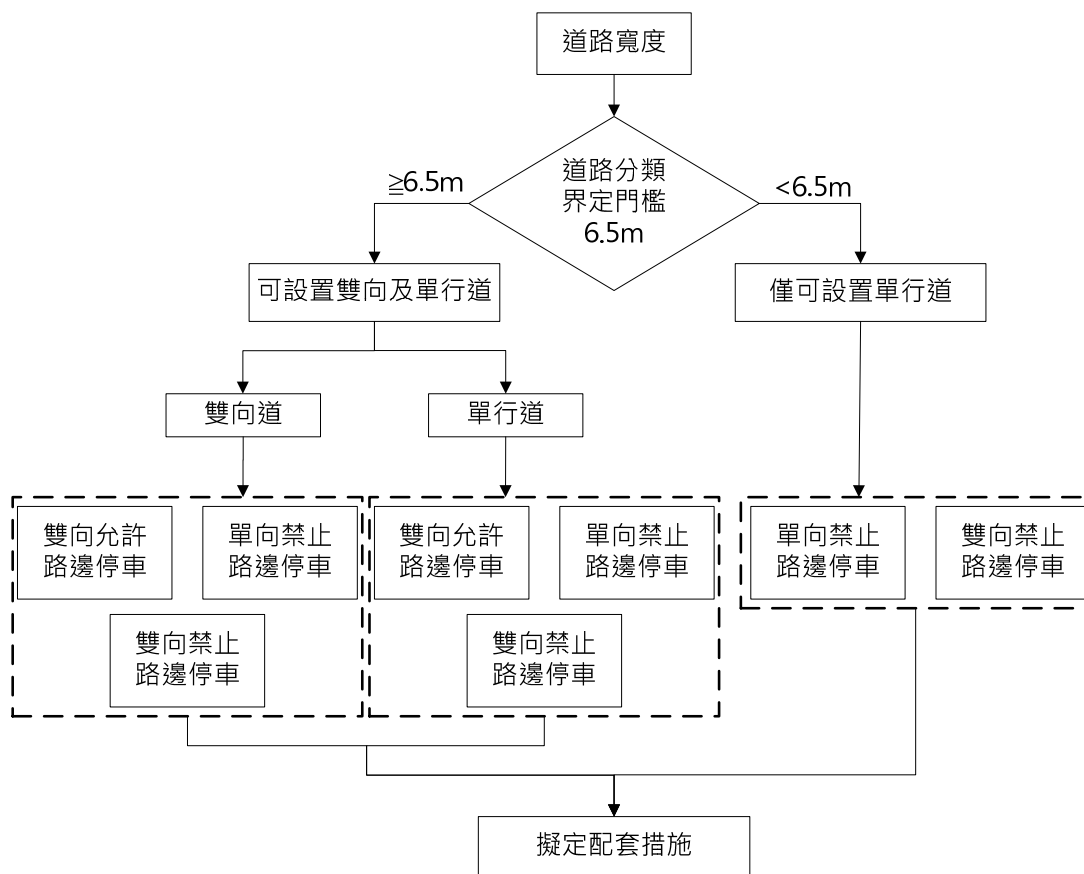 道路寬度
道路分類
界定門檻
6.5m
≧6.5m
<6.5m
可設置雙向及單行道
僅可設置單行道
雙向道
單行道
雙向允許
路邊停車
單向禁止
路邊停車
雙向禁止
路邊停車
雙向允許
路邊停車
單向禁止
路邊停車
雙向禁止
路邊停車
單向禁止
路邊停車
雙向禁止
路邊停車
擬定配套措施